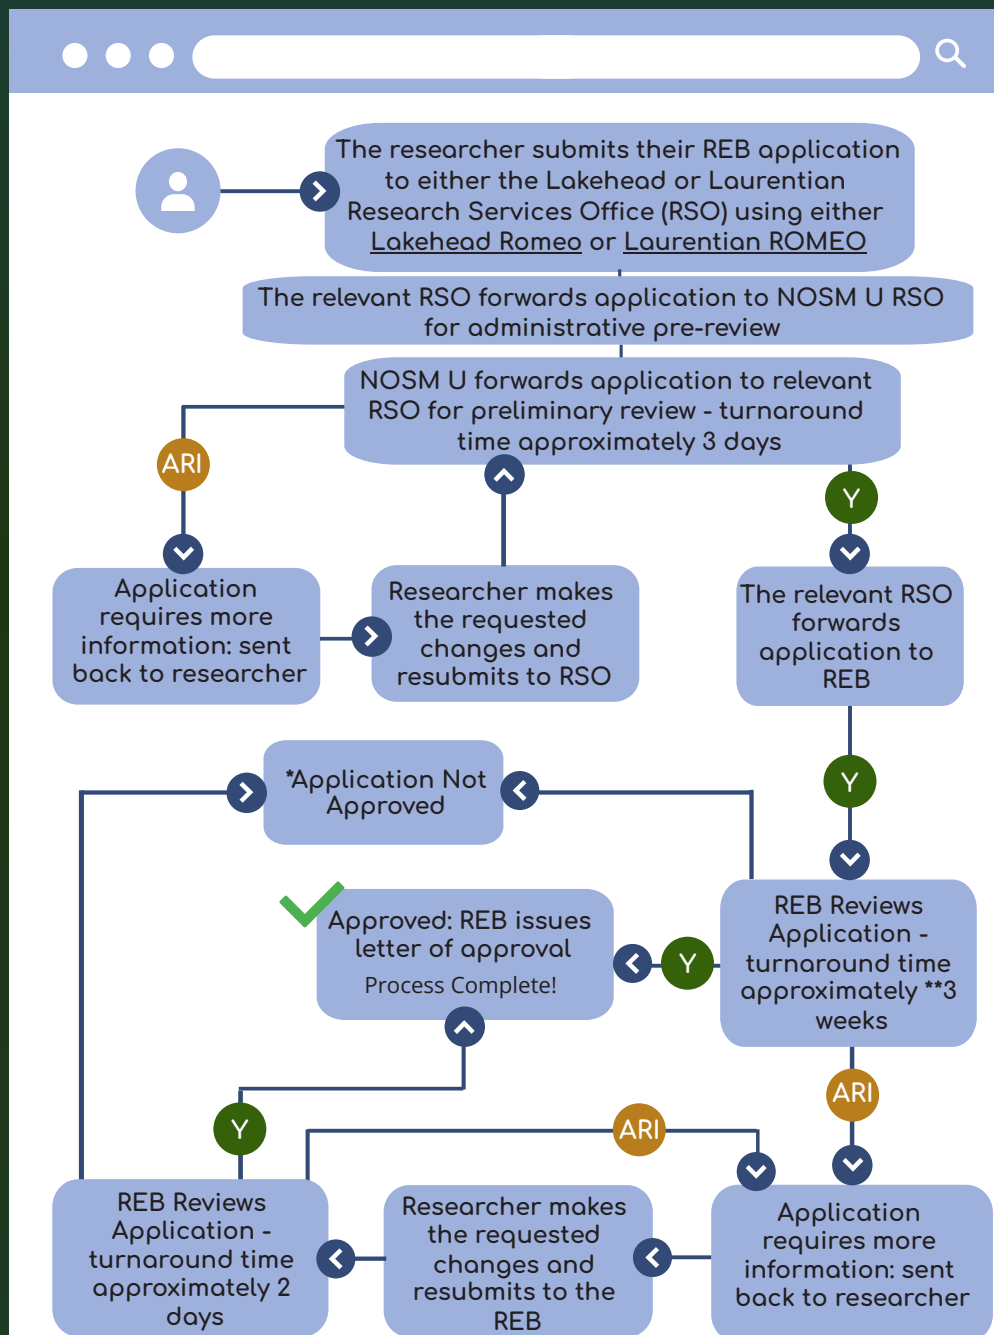 The researcher submits their REB application
to either the Lakehead or Laurentian
Research Services Office (RSO) using either
Lakehead Romeo or Laurentian ROMEO
The relevant RSO forwards application to NOSM U RSO
for administrative pre-review
NOSM U forwards application to relevant
RSO for preliminary review - turnaround
time approximately 3 days
ARI
Y
Application
requires more
information: sent
back to researcher
Researcher makes
the requested
changes and
resubmits to RSO
The relevant RSO
forwards
application to
REB
Y
*Application Not
Approved
Approved: REB issues
letter of approval
Process Complete!
Y
REB Reviews
Application -
turnaround time
approximately **3
weeks
ARI
Y
ARI
REB Reviews
Application -
turnaround time
approximately 2
days
Researcher makes
the requested
changes and
resubmits to the
REB
Application
requires more
information: sent
back to researcher